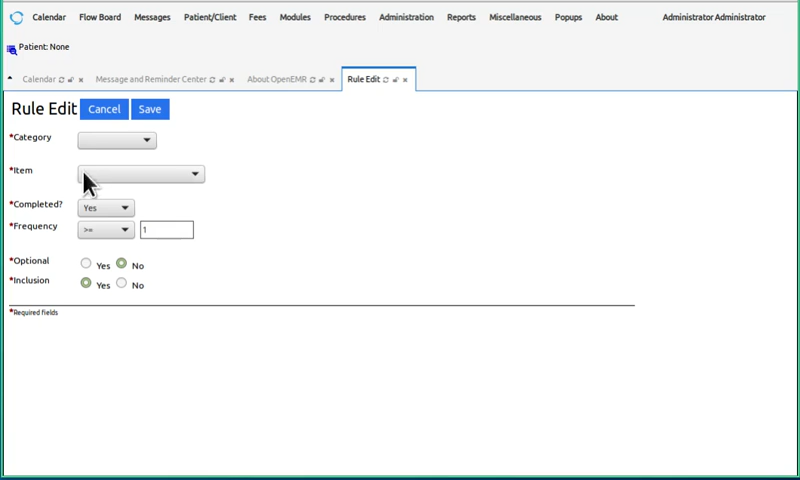 Calendar Flow Board Messages Patient/Client Fees Modules Procedures Administration Reports Miscellaneous Popups About Administrator Administrator
Patient: None
Calendar Message and Reminder Center About OpenEMR Rule Edit
Rule Edit Cancel Save
*Category
*Item
*Completed? Yes
*Frequency >= 1
*Optional Yes No
*Inclusion Yes No
*Required fields